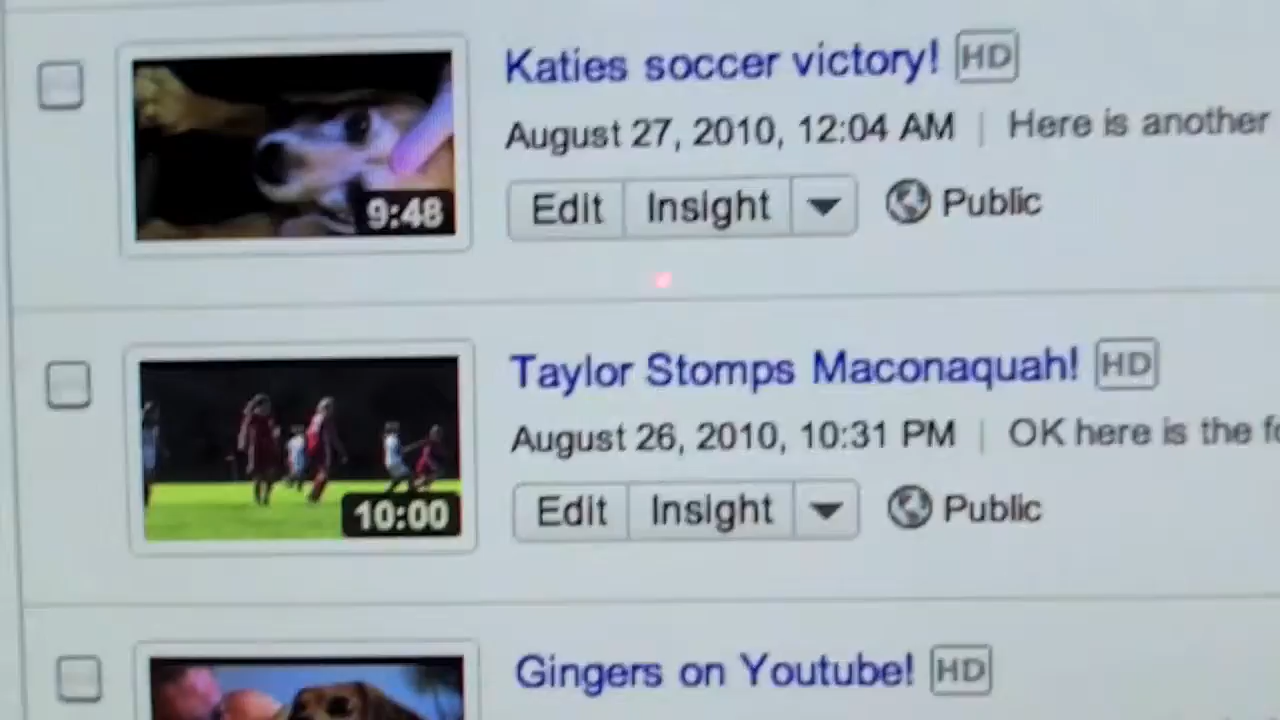 Katies soccer victory! HD
August 27, 2010, 12:04 AM | Here is another
9:48
Edit Insight Public
Taylor Stomps Maconaquah! HD
August 26, 2010, 10:31 PM | OK here is the
10:00
Edit Insight Public
Gingers on Youtube! HD